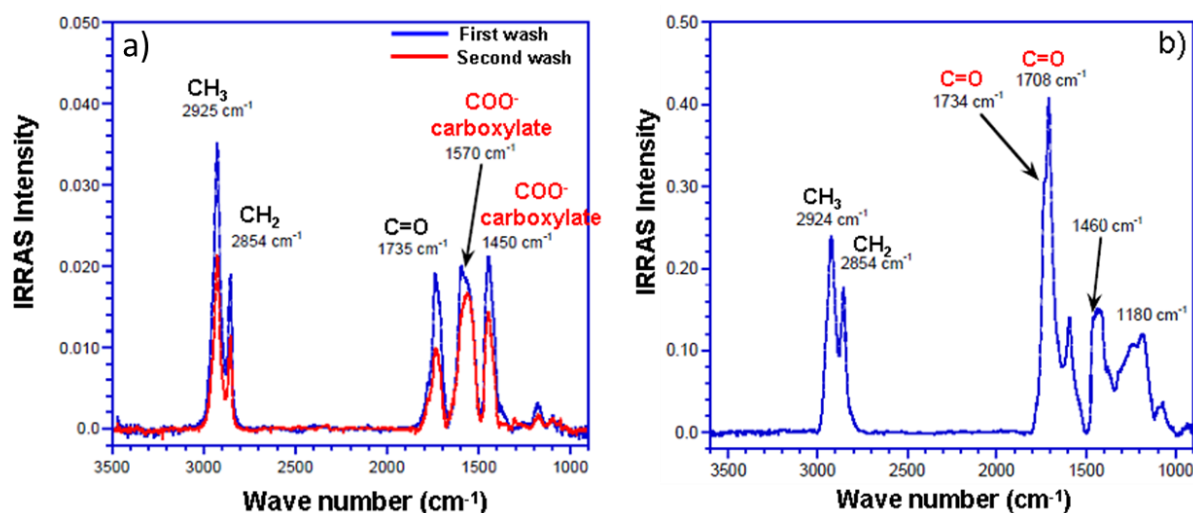 a)
First wash
Second wash
CH₃
2925 cm⁻¹
CH₂
2854 cm⁻¹
C=O
1735 cm⁻¹
COO⁻
carboxylate
1570 cm⁻¹
COO⁻
carboxylate
1450 cm⁻¹
IRRAS Intensity
0.050
0.040
0.030
0.020
0.010
0.0
3500 3000 2500 2000 1500 1000
Wave number (cm⁻¹)
b)
C=O
1734 cm⁻¹
C=O
1708 cm⁻¹
CH₃
2924 cm⁻¹
CH₂
2854 cm⁻¹
1460 cm⁻¹
1180 cm⁻¹
IRRAS Intensity
0.50
0.40
0.30
0.20
0.10
0.0
3000 2500 2000 1500 1000
3500
Wave number (cm⁻¹)